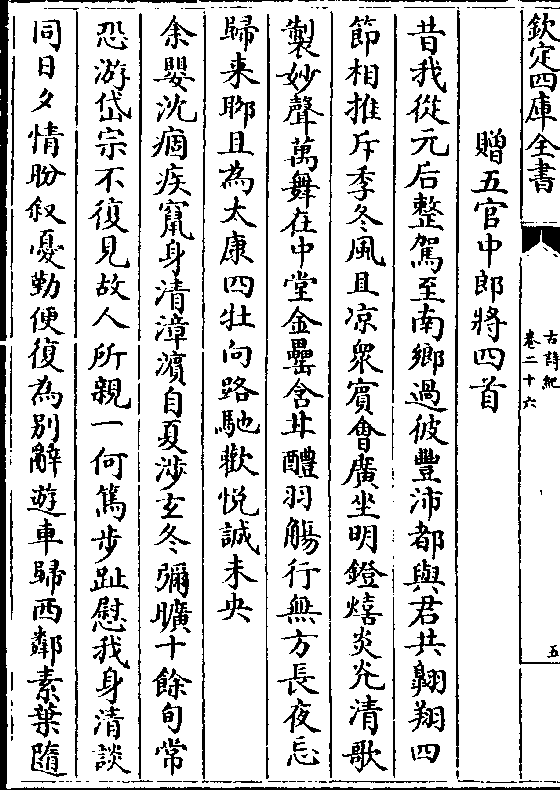 欽定四庫全書
古詩紀
卷二十六
五
贈五官中郎將四首
昔我從元后整駕至南鄉過彼豐沛都與君共翺翔四
節相推斥季冬風且凉衆賓會廣坐明鐙熺炎光清歌
製妙聲萬舞在中堂金罍含甘醴羽觴行無方長夜忘
歸来聊且為太康四牡向路馳歡悅誠未央
余嬰沈痼疾竄身清漳濱自夏涉玄冬彌曠十餘旬常
恐游岱宗不復見故人所親一何篤步趾慰我身清談
同日夕情盼叙憂勤便復為别辭遊車歸西鄰素葉隨